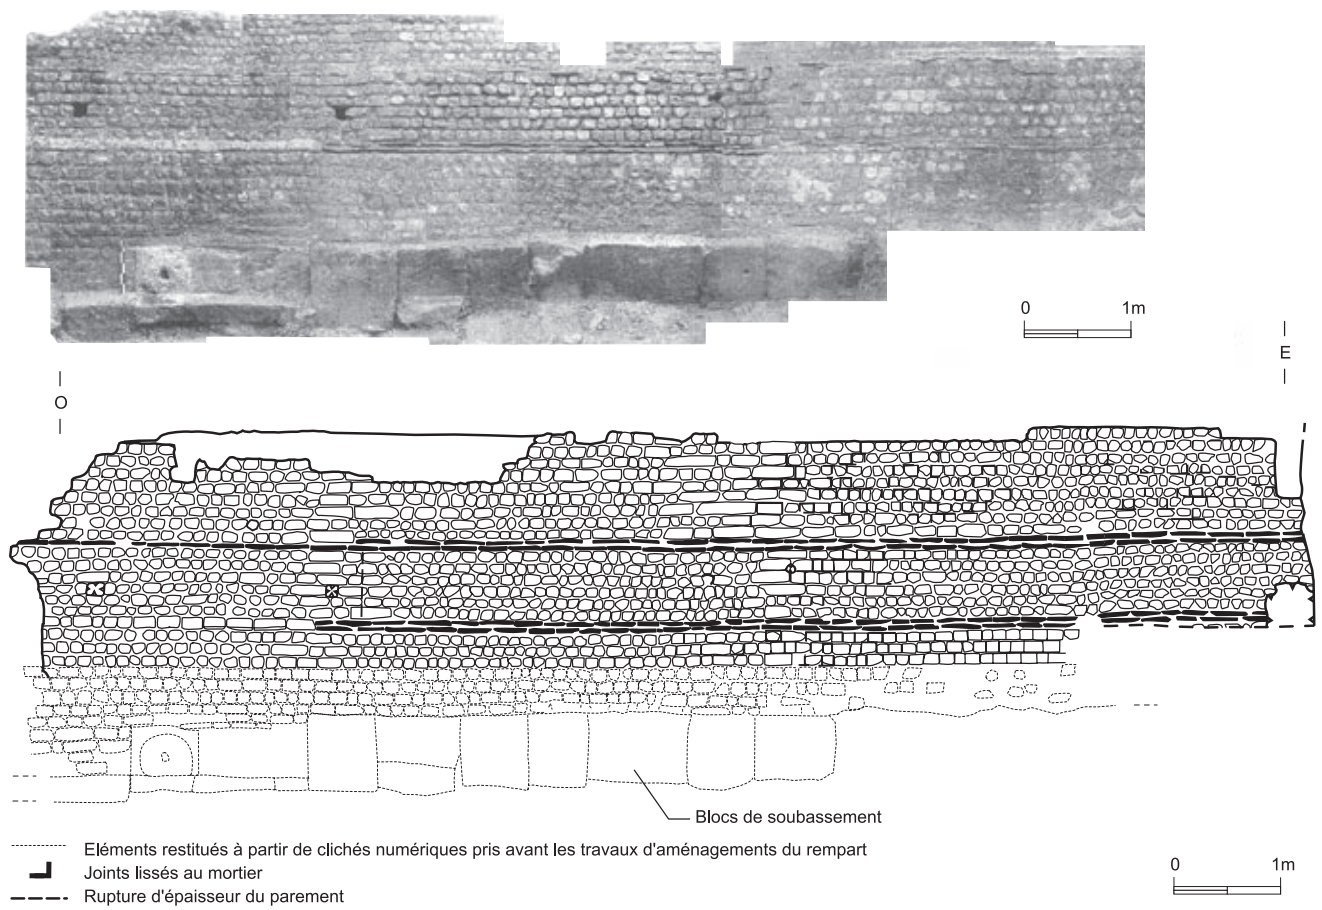 0 1m
E
O
Blocs de soubassement
Eléments restitués à partir de clichés numériques pris avant les travaux d'aménagements du rempart
Joints lissés au mortier
Rupture d'épaisseur du parement
0 1m